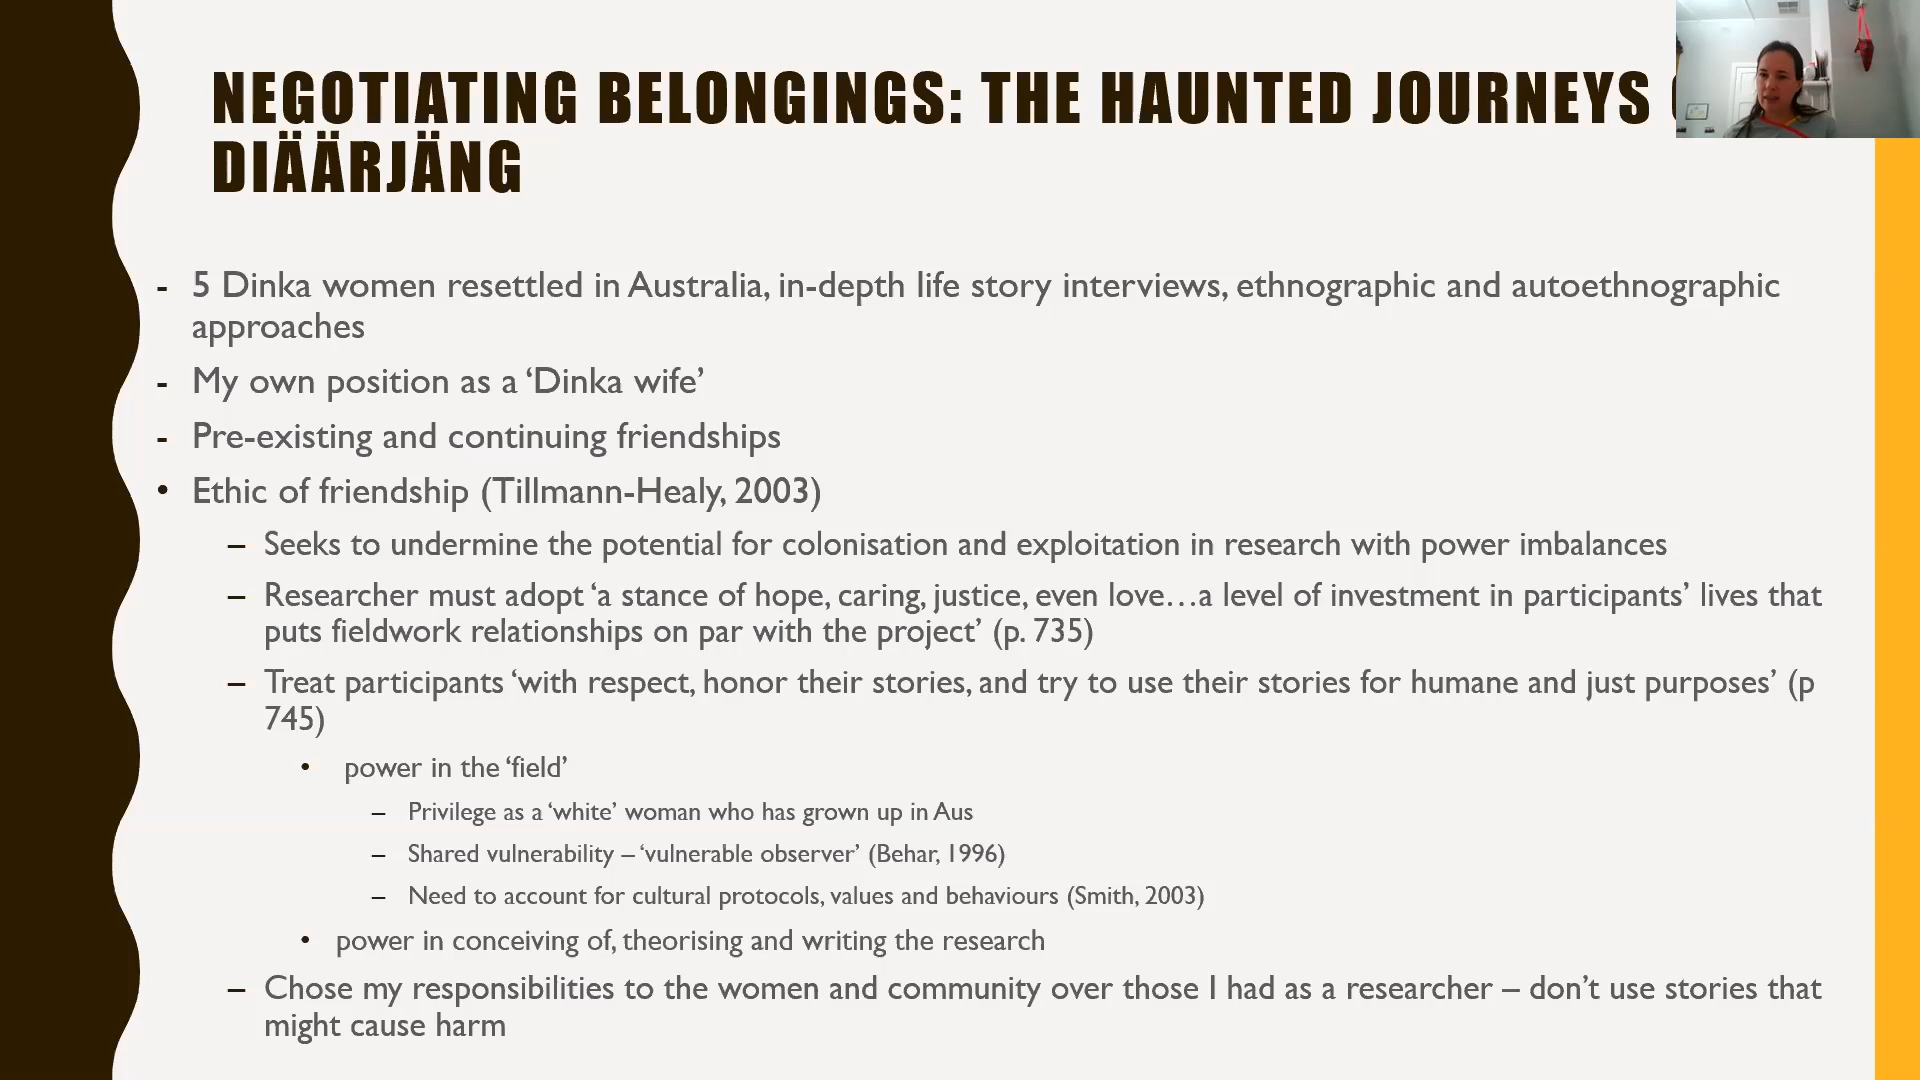 NEGOTIATING BELONGINGS: THE HAUNTED JOURNEYS
DIÄÄRJÄNG
- 5 Dinka women resettled in Australia, in-depth life story interviews, ethnographic and autoethnographic
approaches
- My own position as a ‘Dinka wife’
- Pre-existing and continuing friendships
• Ethic of friendship (Tillmann-Healy, 2003)
– Seeks to undermine the potential for colonisation and exploitation in research with power imbalances
– Researcher must adopt ‘a stance of hope, caring, justice, even love…a level of investment in participants’ lives that
puts fieldwork relationships on par with the project’ (p. 735)
– Treat participants ‘with respect, honor their stories, and try to use their stories for humane and just purposes’ (p
745)
• power in the ‘field’
– Privilege as a ‘white’ woman who has grown up in Aus
– Shared vulnerability – ‘vulnerable observer’ (Behar, 1996)
– Need to account for cultural protocols, values and behaviours (Smith, 2003)
• power in conceiving of, theorising and writing the research
– Chose my responsibilities to the women and community over those I had as a researcher – don’t use stories that
might cause harm